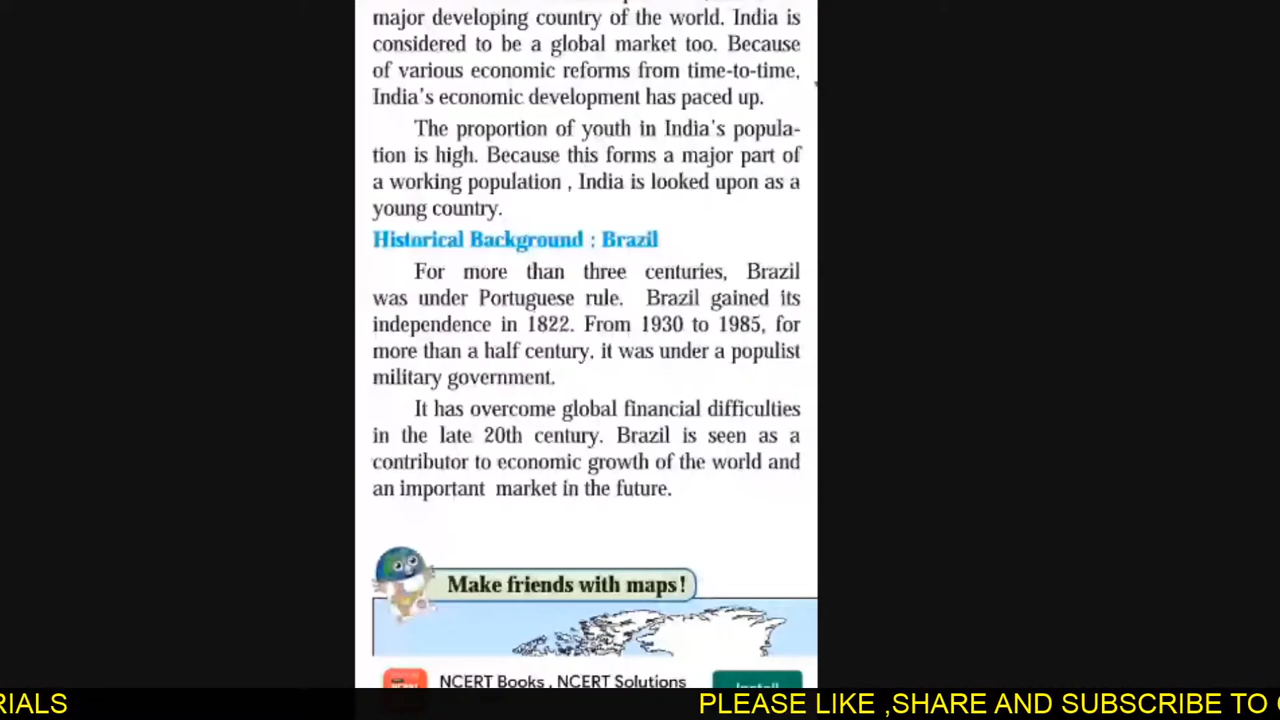 major developing country of the world. India is
considered to be a global market too. Because
of various economic reforms from time-to-time,
India's economic development has paced up.
The proportion of youth in India's popula-
tion is high. Because this forms a major part of
a working population , India is looked upon as a
young country.
Historical Background : Brazil
For more than three centuries, Brazil
was under Portuguese rule. Brazil gained its
independence in 1822. From 1930 to 1985, for
more than a half century, it was under a populist
military government.
It has overcome global financial difficulties
in the late 20th century. Brazil is seen as a
contributor to economic growth of the world and
an important market in the future.
Make friends with maps!
NCERT Books , NCERT Solutions
Install
RIALS
PLEASE LIKE ,SHARE AND SUBSCRIBE TO